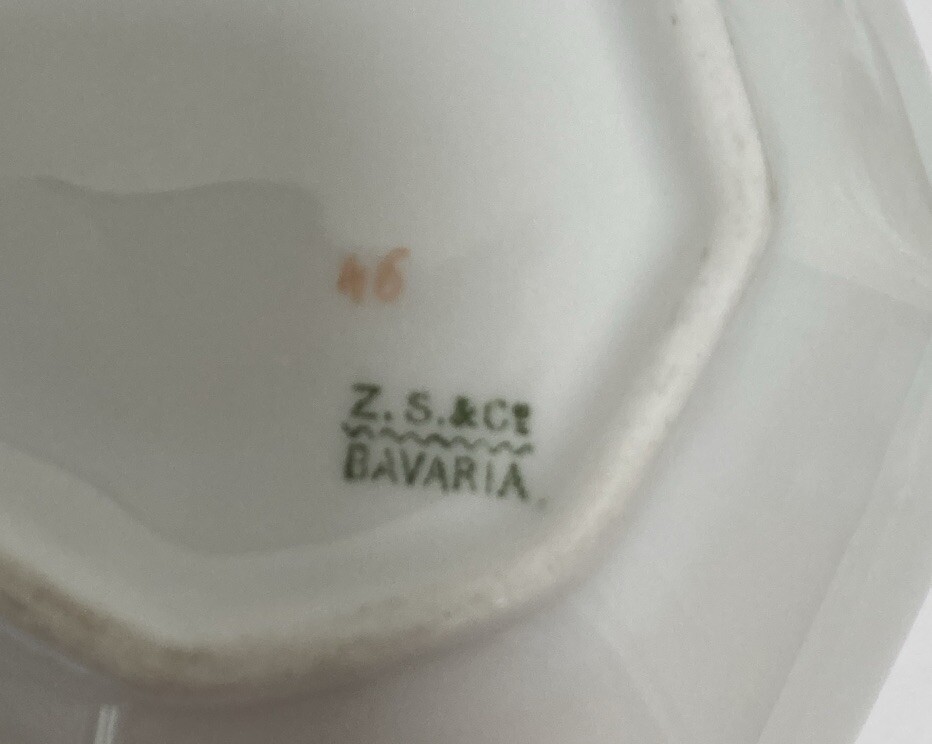 46
Z. S. & Co
BAVARIA.